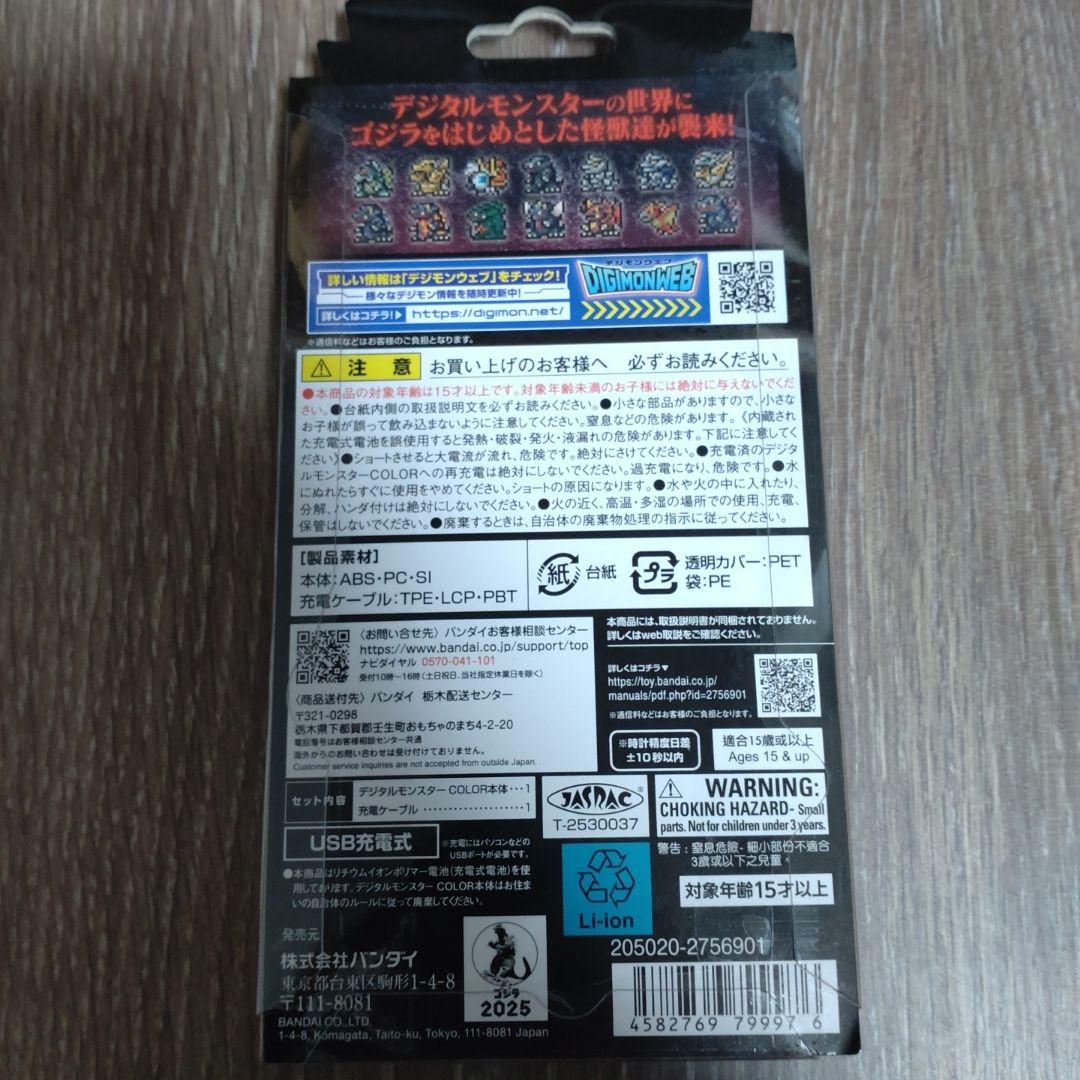 デジタルモンスターの世界に
ゴジラをはじめとした怪獣達が襲来!
詳しい情報は「デジモンウェブ」をチェック!
様々なデジモン情報を随時更新中!
詳しくはコチラ!▶ https://digimon.net/
デジモンウェブ
DIGIMONWEB
※通信料などはお客様のご負担となります。
⚠ 注意 お買い上げのお客様へ 必ずお読みください。
●本商品の対象年齢は15才以上です。対象年齢未満のお子様には絶対に与えないでくだ
さい。●台紙内側の取扱説明文を必ずお読みください。●小さな部品がありますので、小さな
お子様が誤って飲み込まないように注意してください。窒息などの危険があります。《内蔵され
た充電式電池を誤使用すると発熱・破裂・発火・液漏れの危険があります。下記に注意してく
ださい》●ショートさせると大電流が流れ、危険です。絶対にさけてください。●充電済のデジタ
ルモンスターCOLORへの再充電は絶対にしないでください。過充電になり、危険です。●水
にぬれたらすぐに使用をやめてください。ショートの原因になります。●水や火の中に入れたり、
分解、ハンダ付けは絶対にしないでください。●火の近く、高温・多湿の場所での使用、充電、
保管はしないでください。●廃棄するときは、自治体の廃棄物処理の指示に従ってください。
【製品素材】
本体:ABS・PC・SI
充電ケーブル:TPE・LCP・PBT
紙 台紙
プラ 透明カバー:PET
袋:PE
〈お問い合せ先〉バンダイお客様相談センター
https://www.bandai.co.jp/support/top
ナビダイヤル 0570-041-101
受付10時～16時(土日祝日、当社指定休業日を除く)
〈商品送付先〉バンダイ 栃木配送センター
〒321-0298
栃木県下都賀郡壬生町おもちゃのまち4-2-20
電話番号はお客様相談センター共通
海外からのお問い合わせは受け付けておりません。
Customer service inquiries are not accepted from outside Japan.
本商品には、取扱説明書が同梱されておりません。
詳しくはweb取説をご確認ください。
詳しくはコチラ▼
https://toy.bandai.co.jp/
manuals/pdf.php?id=2756901
※通信料などはお客様のご負担となります。
※時計精度日差
±10秒以内
適合15歳或以上
Ages 15 & up
セット内容
デジタルモンスター COLOR本体・・・1
充電ケーブル・・・・・・・・・・・・・・・・1
JASRAC
T-2530037
⚠ WARNING:
CHOKING HAZARD- Small
parts. Not for children under 3 years.
警告:窒息危險-細小部份不適合
3歲或以下之兒童。
USB充電式
※充電にはパソコンなどの
USBポートが必要です。
●本商品はリチウムイオンポリマー電池(充電式電池)を使
用しております。デジタルモンスター COLOR本体はお住ま
いの自治体のルールに従って廃棄してください。
Li-ion
対象年齢15才以上
発売元
株式会社バンダイ
東京都台東区駒形1-4-8
〒111-8081
BANDAI CO.,LTD.
1-4-8, Komagata, Taito-ku, Tokyo, 111-8081 Japan
ゴジラ
2025
205020-2756901
4582769 799976